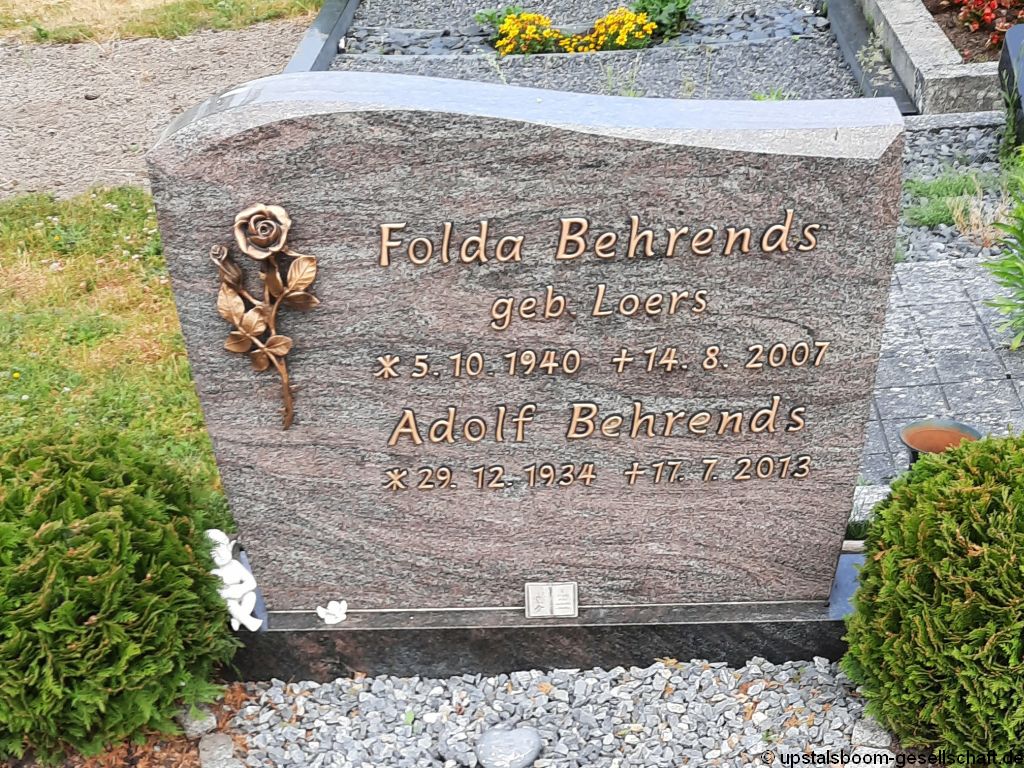 Folda Behrends
geb. Loers
* 5. 10. 1940 + 14. 8. 2007
Adolf Behrends
* 29. 12. 1934 + 17. 7. 2013
© upstalsboom-gesellschaft.de